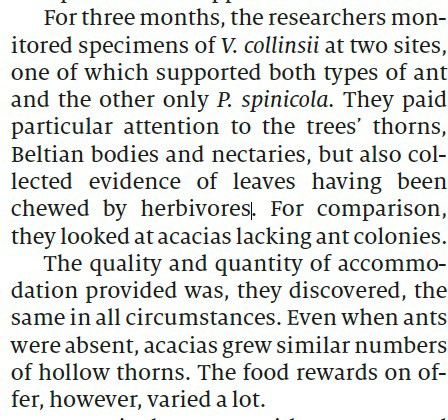 For three months, the researchers mon-
itored specimens of V. collinsii at two sites,
one of which supported both types of ant
and the other only P. spinicola. They paid
particular attention to the trees’ thorns,
Beltian bodies and nectaries, but also col-
lected evidence of leaves having been
chewed by herbivores. For comparison,
they looked at acacias lacking ant colonies.
The quality and quantity of accommo-
dation provided was, they discovered, the
same in all circumstances. Even when ants
were absent, acacias grew similar numbers
of hollow thorns. The food rewards on of-
fer, however, varied a lot.